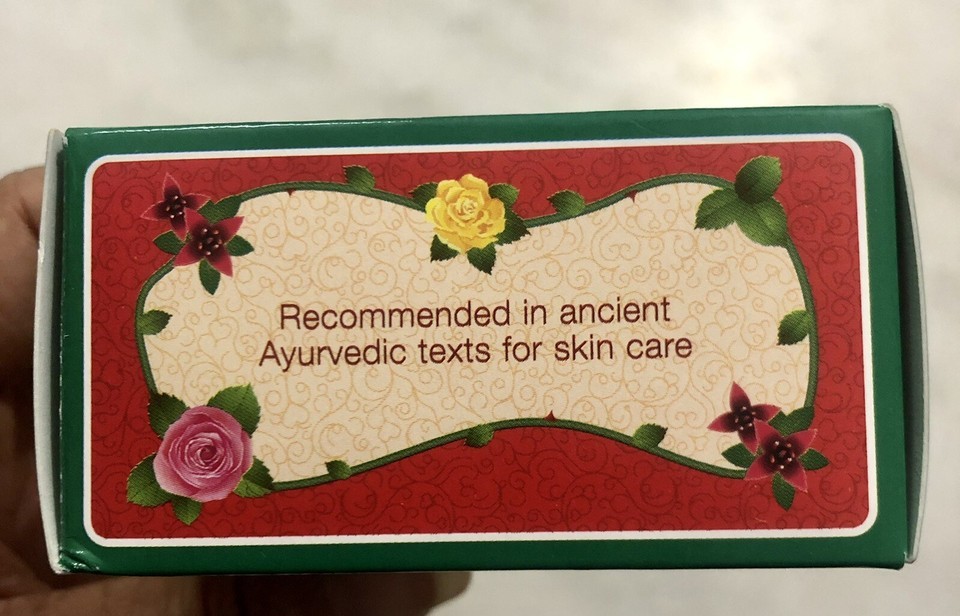 Recommended in ancient
Ayurvedic texts for skin care